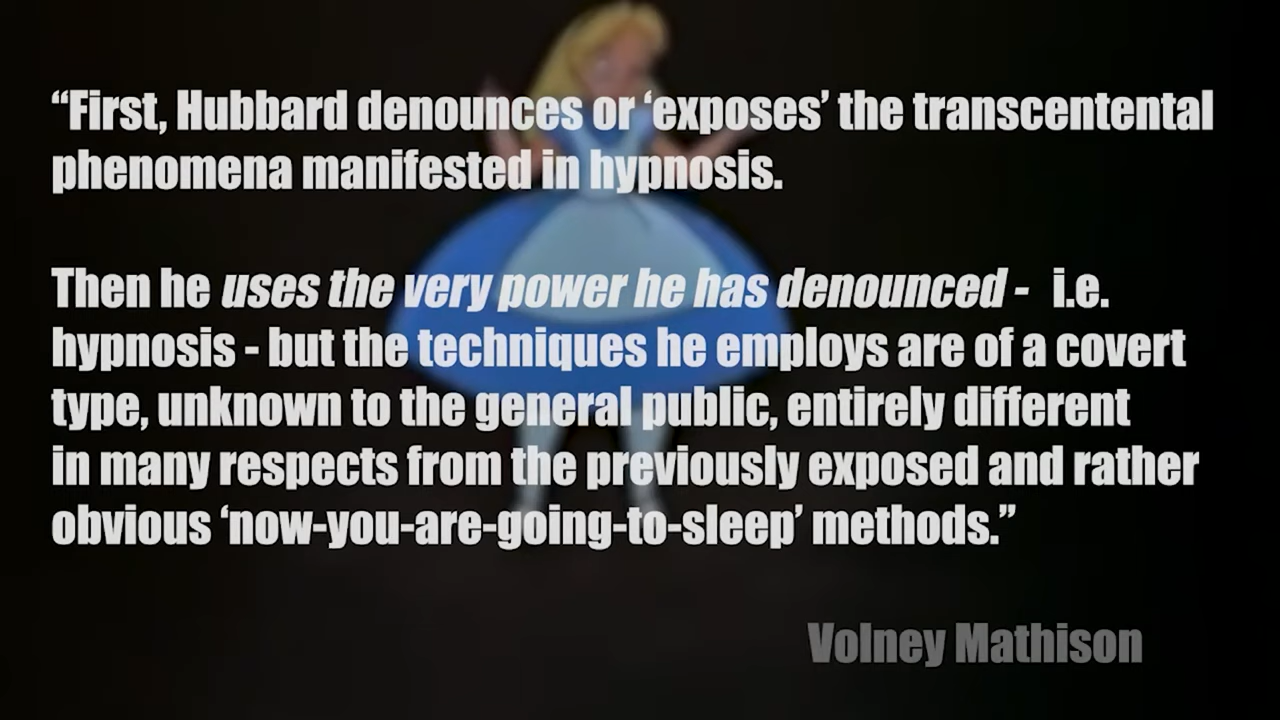 “First, Hubbard denounces or ‘exposes’ the transcentental
phenomena manifested in hypnosis.
Then he uses the very power he has denounced - i.e.
hypnosis - but the techniques he employs are of a covert
type, unknown to the general public, entirely different
in many respects from the previously exposed and rather
obvious ‘now-you-are-going-to-sleep’ methods.”
Volney Mathison